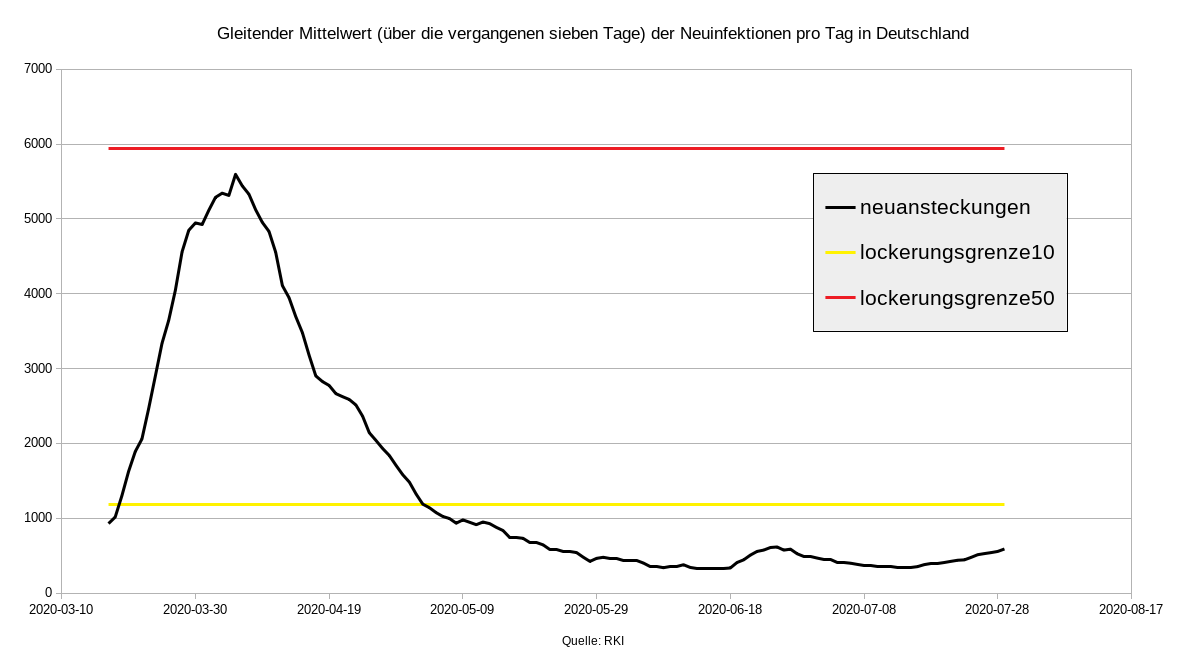 Gleitender Mittelwert (über die vergangenen sieben Tage) der Neuinfektionen pro Tag in Deutschland
7000
6000
5000
4000
3000
2000
1000
0
neuansteckungen
lockerungsgrenze10
lockerungsgrenze50
2020-03-10 2020-03-30 2020-04-19 2020-05-09 2020-05-29 2020-06-18 2020-07-08 2020-07-28 2020-08-17
Quelle: RKI